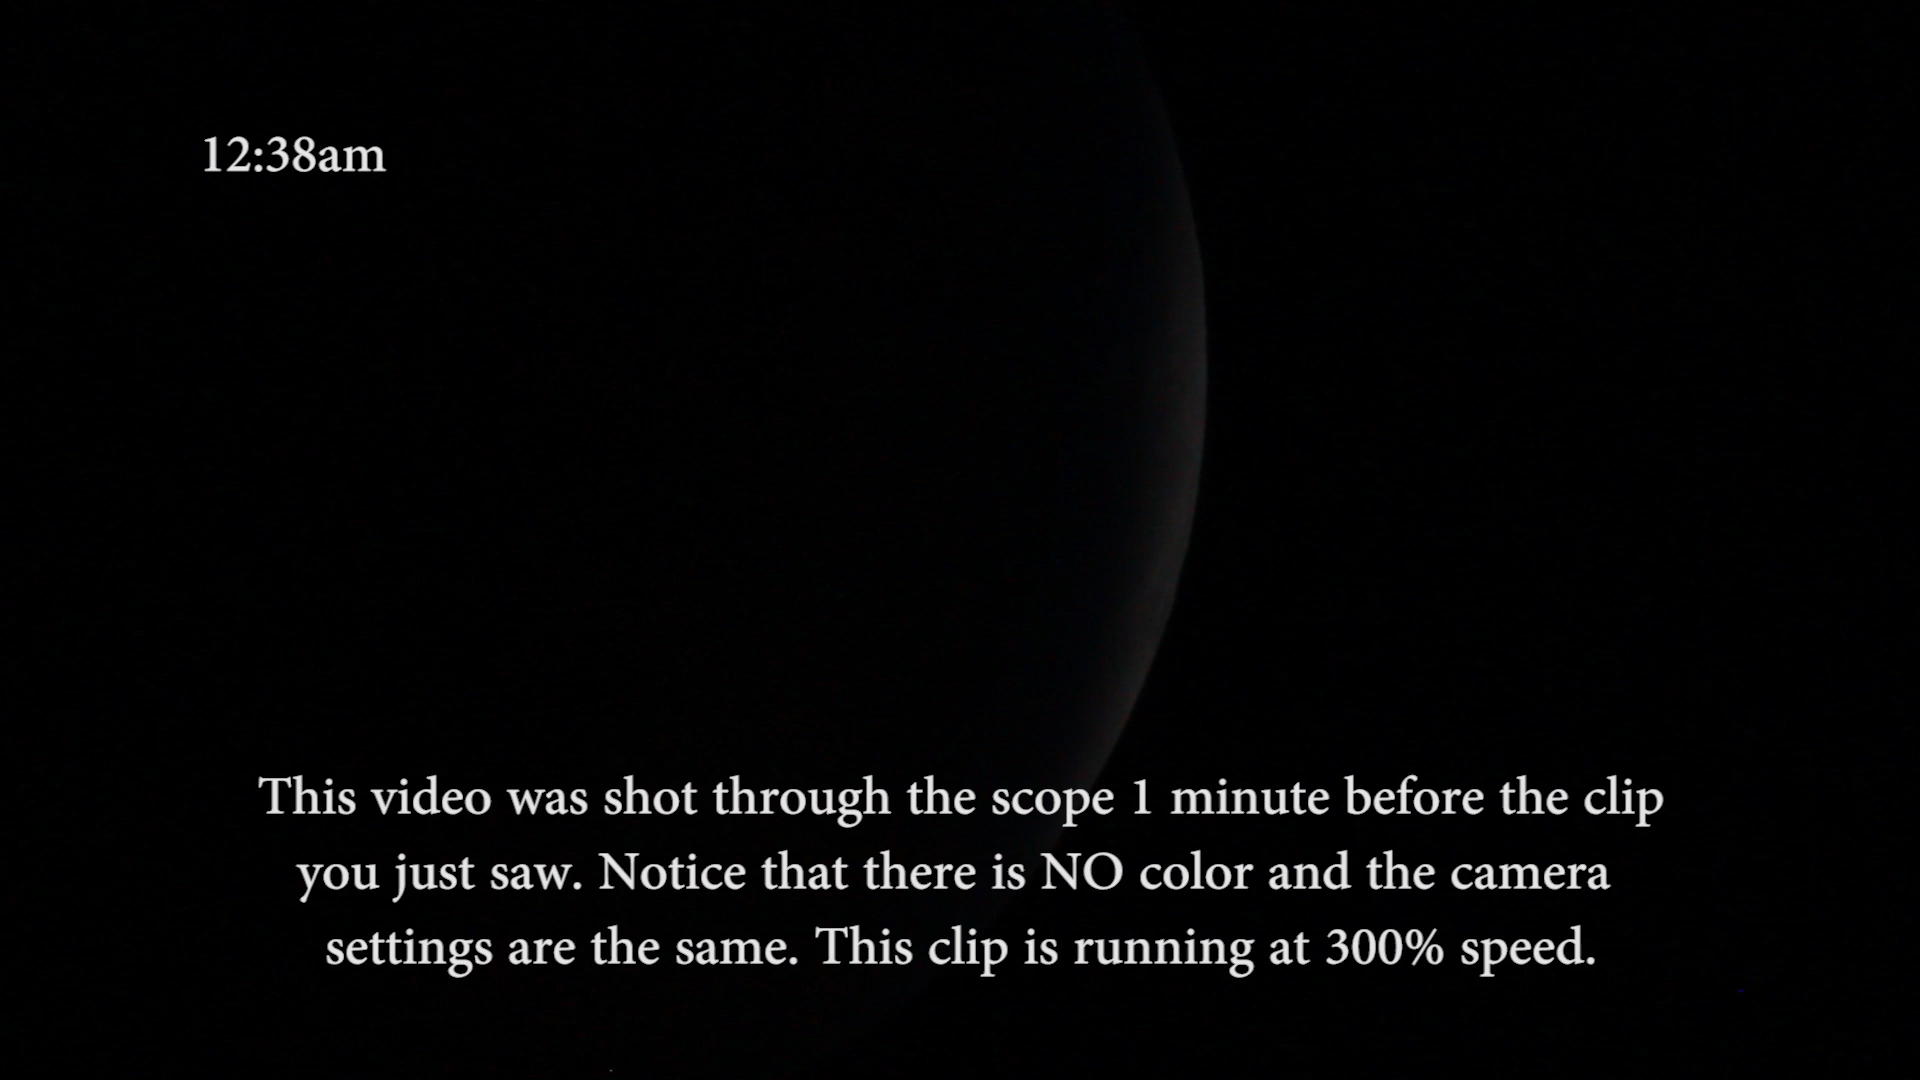 12:38am
This video was shot through the scope 1 minute before the clip
you just saw. Notice that there is NO color and the camera
settings are the same. This clip is running at 300% speed.